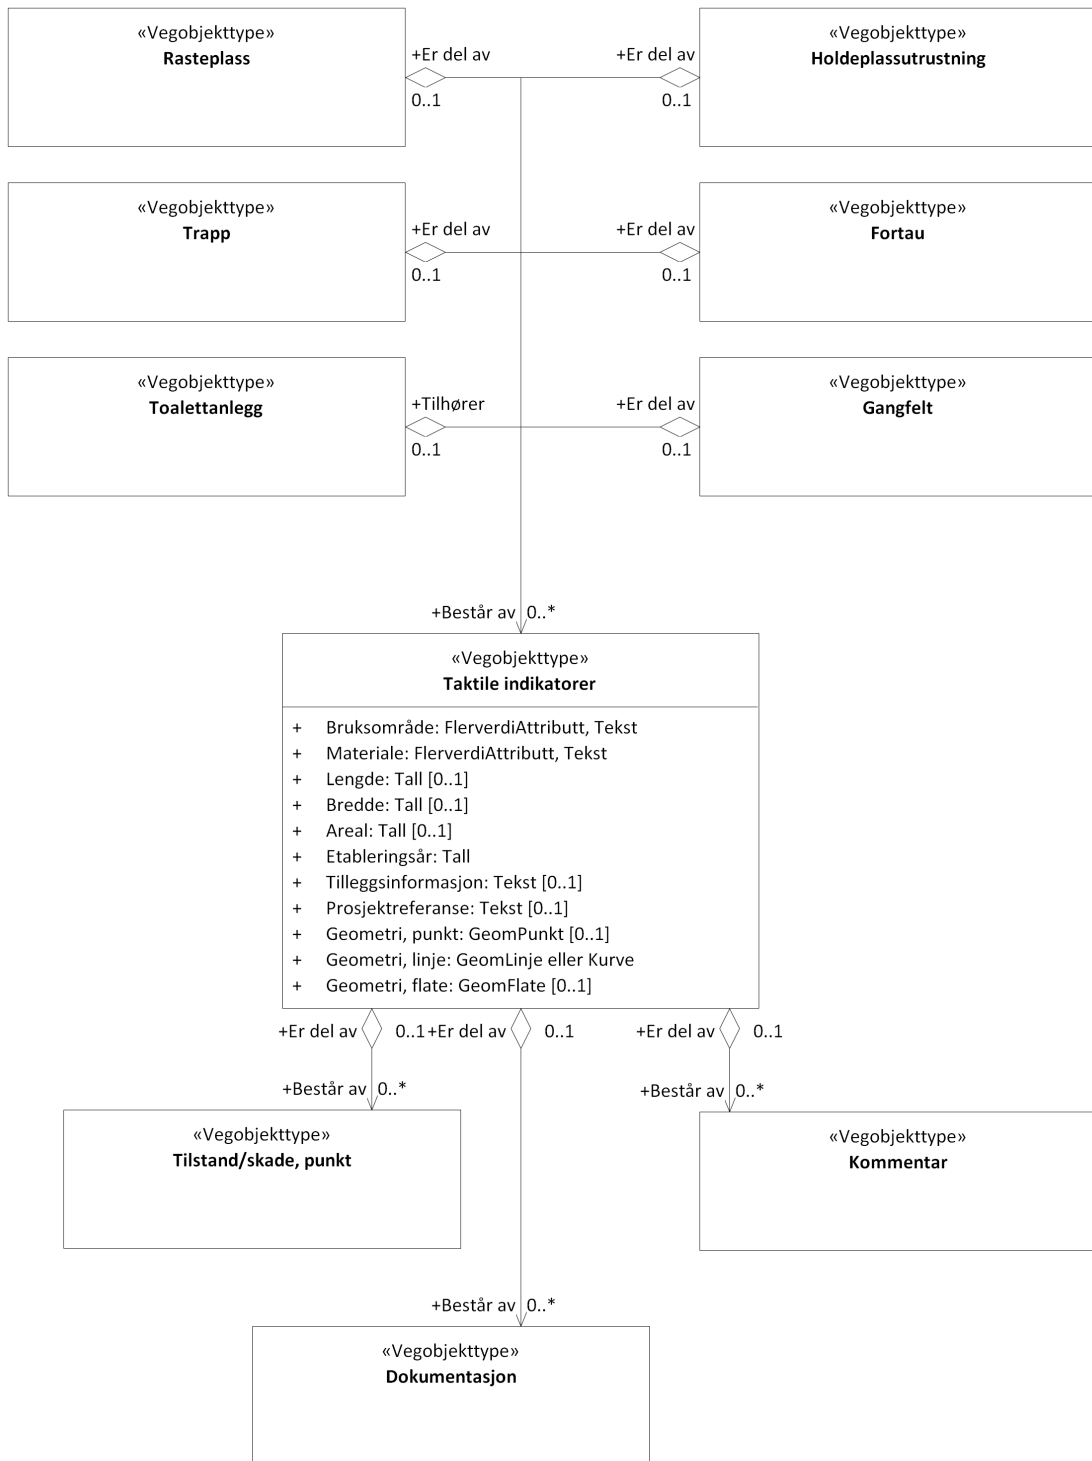 «Vegobjekttype»
Rasteplass
+Er del av
0..1
+Er del av
0..1
«Vegobjekttype»
Holdeplassutrustning
«Vegobjekttype»
Trapp
+Er del av
0..1
+Er del av
0..1
«Vegobjekttype»
Fortau
«Vegobjekttype»
Toalettanlegg
+Tilhører
0..1
+Er del av
0..1
«Vegobjekttype»
Gangfelt
+Består av 0..*
«Vegobjekttype»
Taktile indikatorer
+ Bruksområde: FlerverdiAttributt, Tekst
+ Materiale: FlerverdiAttributt, Tekst
+ Lengde: Tall [0..1]
+ Bredde: Tall [0..1]
+ Areal: Tall [0..1]
+ Etableringsår: Tall
+ Tilleggsinformasjon: Tekst [0..1]
+ Prosjektreferanse: Tekst [0..1]
+ Geometri, punkt: GeomPunkt [0..1]
+ Geometri, linje: GeomLinje eller Kurve
+ Geometri, flate: GeomFlate [0..1]
+Er del av 0..1
+Er del av 0..1
+Er del av 0..1
+Består av 0..*
+Består av 0..*
«Vegobjekttype»
Tilstand/skade, punkt
«Vegobjekttype»
Kommentar
+Består av 0..*
«Vegobjekttype»
Dokumentasjon